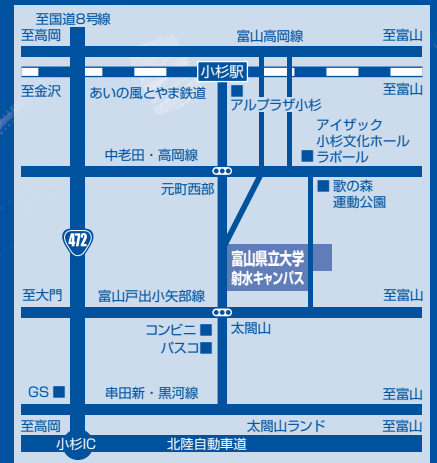 至国道8号線
至高岡
富山高岡線
至富山
小杉駅
至金沢
あいの風とやま鉄道
至富山
アルプラザ小杉
アイザック
小杉文化ホール
ラポール
中老田・高岡線
元町西部
歌の森
運動公園
472
富山県立大学
射水キャンパス
至大門
富山戸出小矢部線
至富山
コンビニ
太閤山
パスコ
GS
串田新・黒河線
至富山
至高岡
太閤山ランド
至富山
小杉IC
北陸自動車道